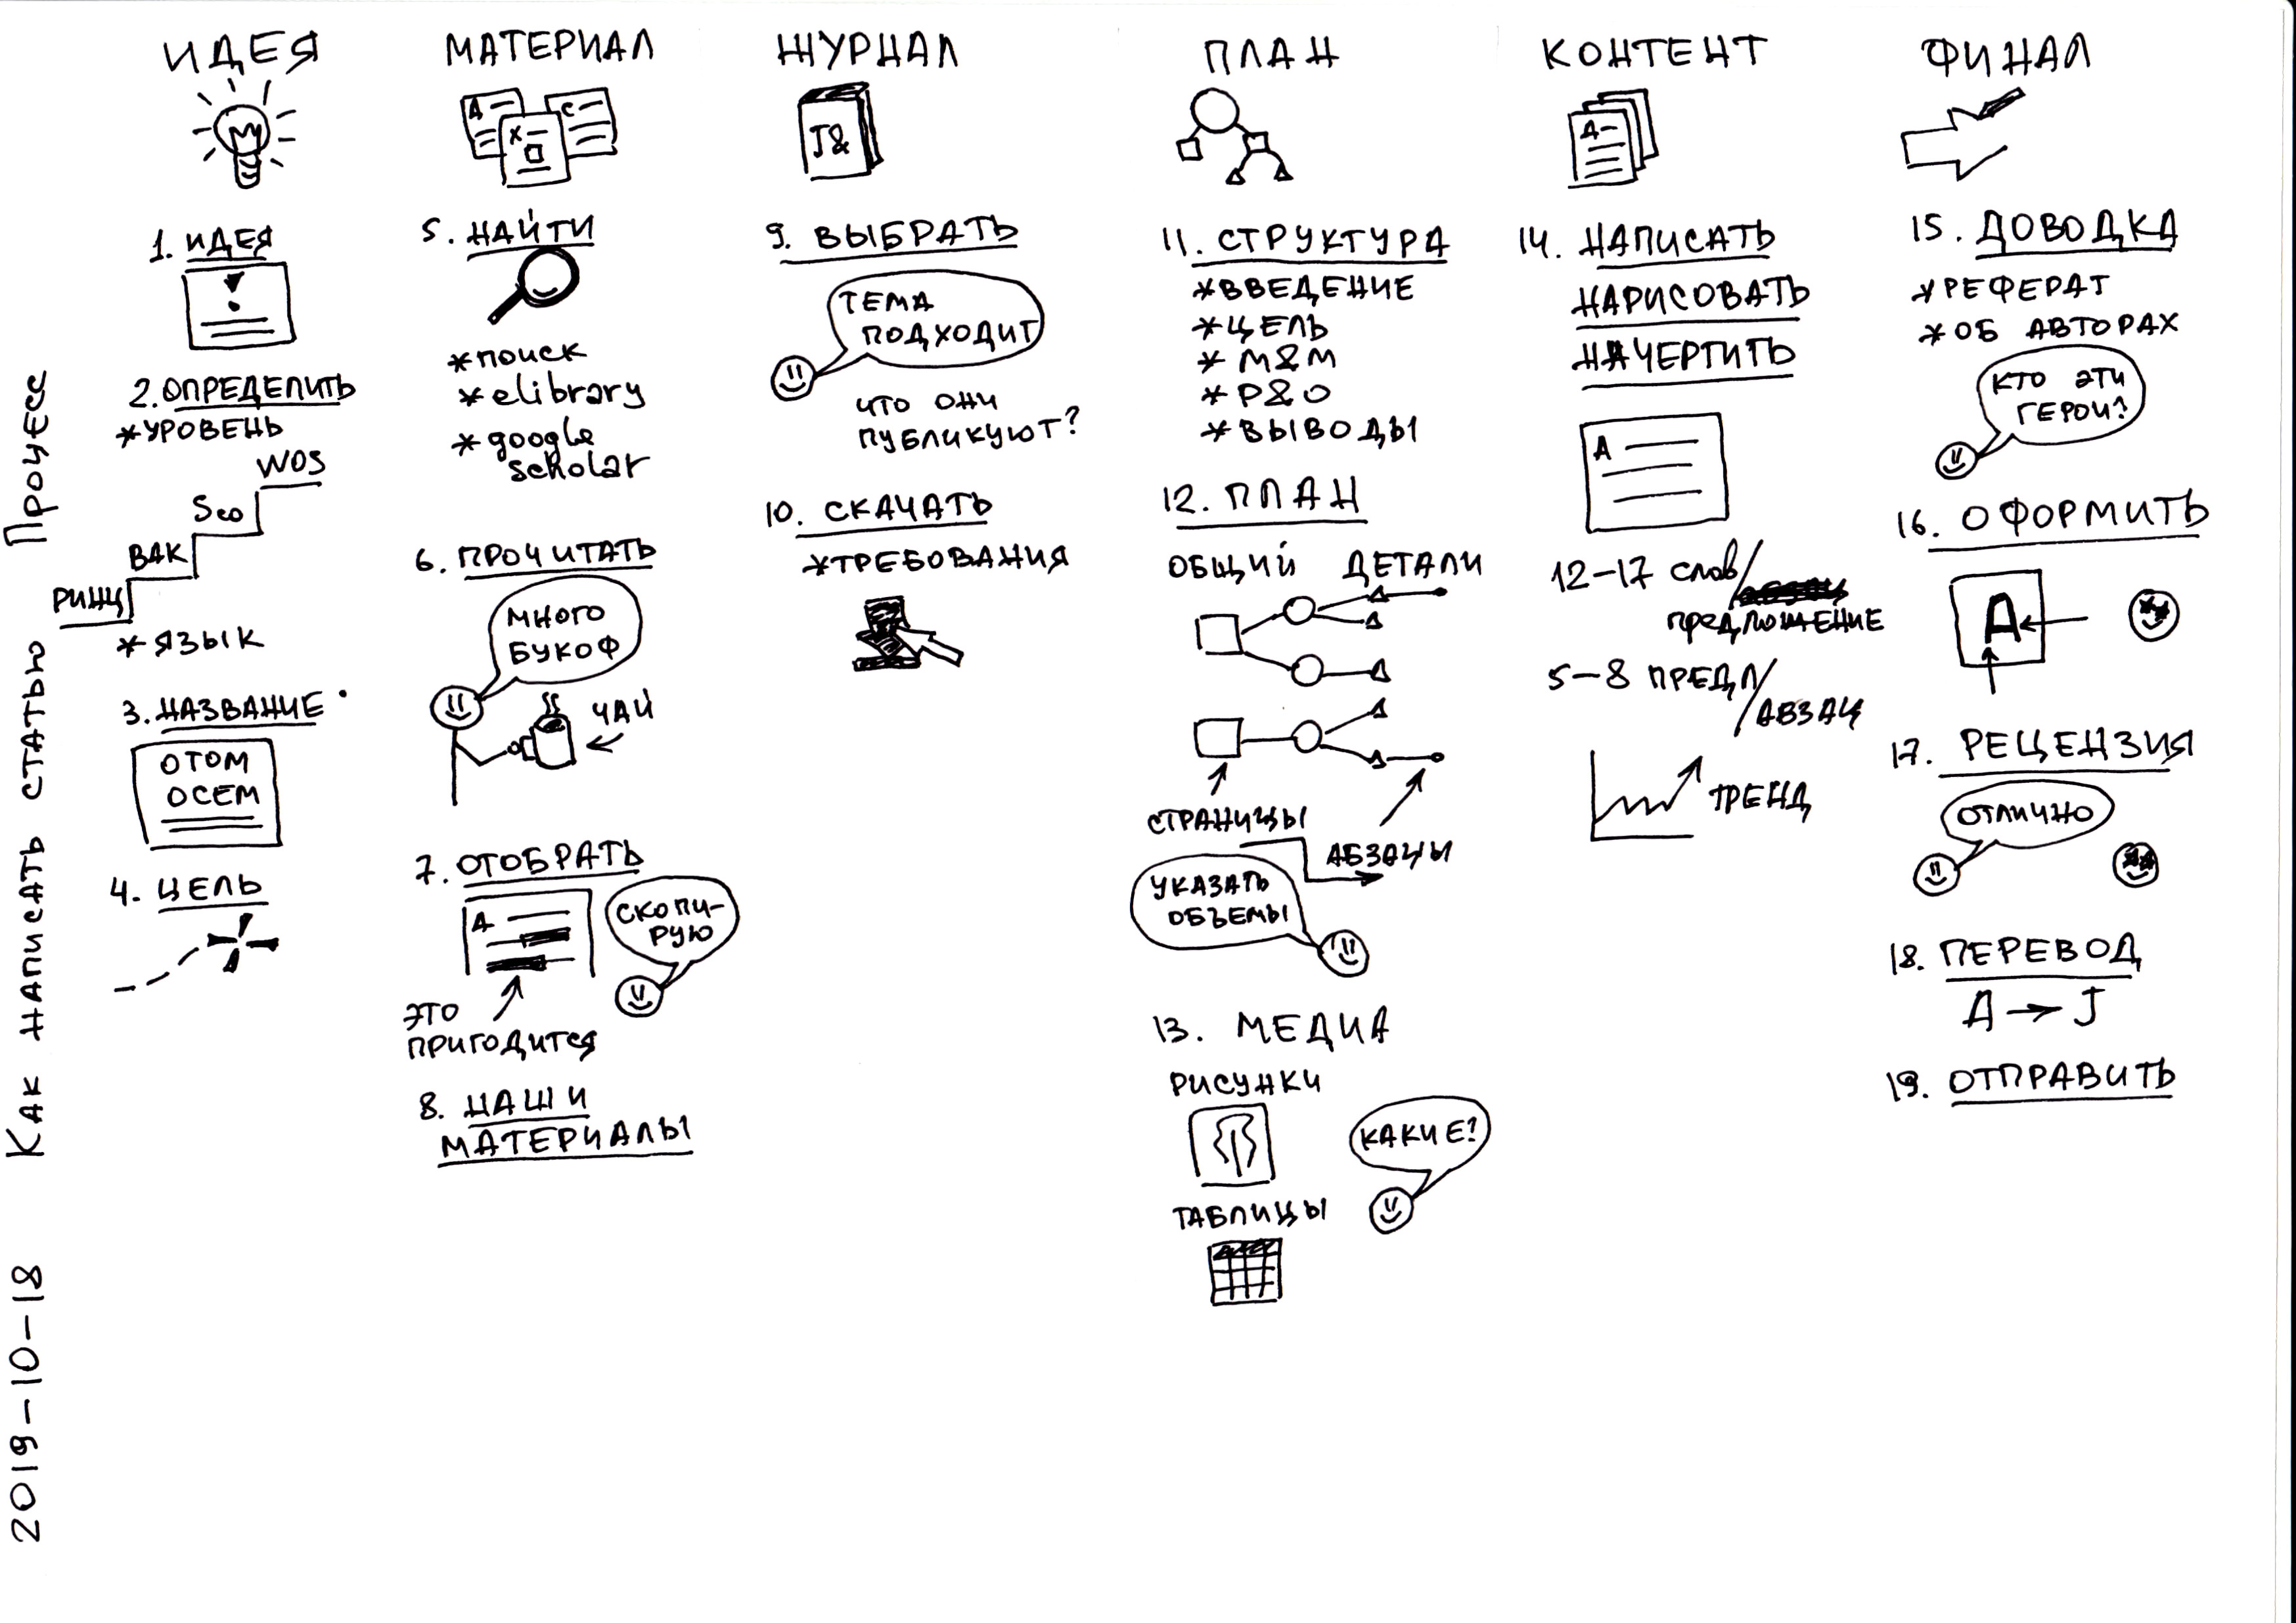 2019-10-18 Как написать статью Процесс
ИДЕЯ
1. ИДЕЯ
!
2. ОПРЕДЕЛИТЬ
*УРОВЕНЬ
WOS
Sco
ВАК
РИНЦ
*ЯЗЫК
3. НАЗВАНИЕ
ОТОМ
ОСЕМ
4. ЦЕЛЬ
МАТЕРИАЛ
A
C
X
5. НАЙТИ
*ПОИСК
*elibrary
*google
scholar
6. ПРОЧИТАТЬ
МНОГО
БУКОФ
ЧАЙ
7. ОТОБРАТЬ
A
СКОПИ-
РУЮ
ЭТО
ПРИГОДИТСЯ
8. НАШИ
МАТЕРИАЛЫ
ЖУРНАЛ
J&
9. ВЫБРАТЬ
ТЕМА
ПОДХОДИТ
ЧТО ОНИ
ПУБЛИКУЮТ?
10. СКАЧАТЬ
*ТРЕБОВАНИЯ
ПЛАН
11. СТРУКТУРА
*ВВЕДЕНИЕ
*ЦЕЛЬ
*М&М
*Р&О
*ВЫВОДЫ
12. ПЛАН
ОБЩИЙ ДЕТАЛИ
СТРАНИЦЫ
АБЗАЦЫ
УКАЗАТЬ
ОБЪЕМЫ
13. МЕДИА
РИСУНКИ
КАКИЕ?
ТАБЛИЦЫ
КОНТЕНТ
A
14. НАПИСАТЬ
НАРИСОВАТЬ
НАЧЕРТИТЬ
A
12-17 слов/
предложение
5-8 ПРЕДЛ/
АБЗАЦ
ТРЕНД
ФИНАЛ
15. ДОВОДКА
*РЕФЕРАТ
*ОБ АВТОРАХ
КТО ЭТИ
ГЕРОИ?
16. ОФОРМИТЬ
A
17. РЕЦЕНЗИЯ
ОТЛИЧНО
18. ПЕРЕВОД
A → J
19. ОТПРАВИТЬ